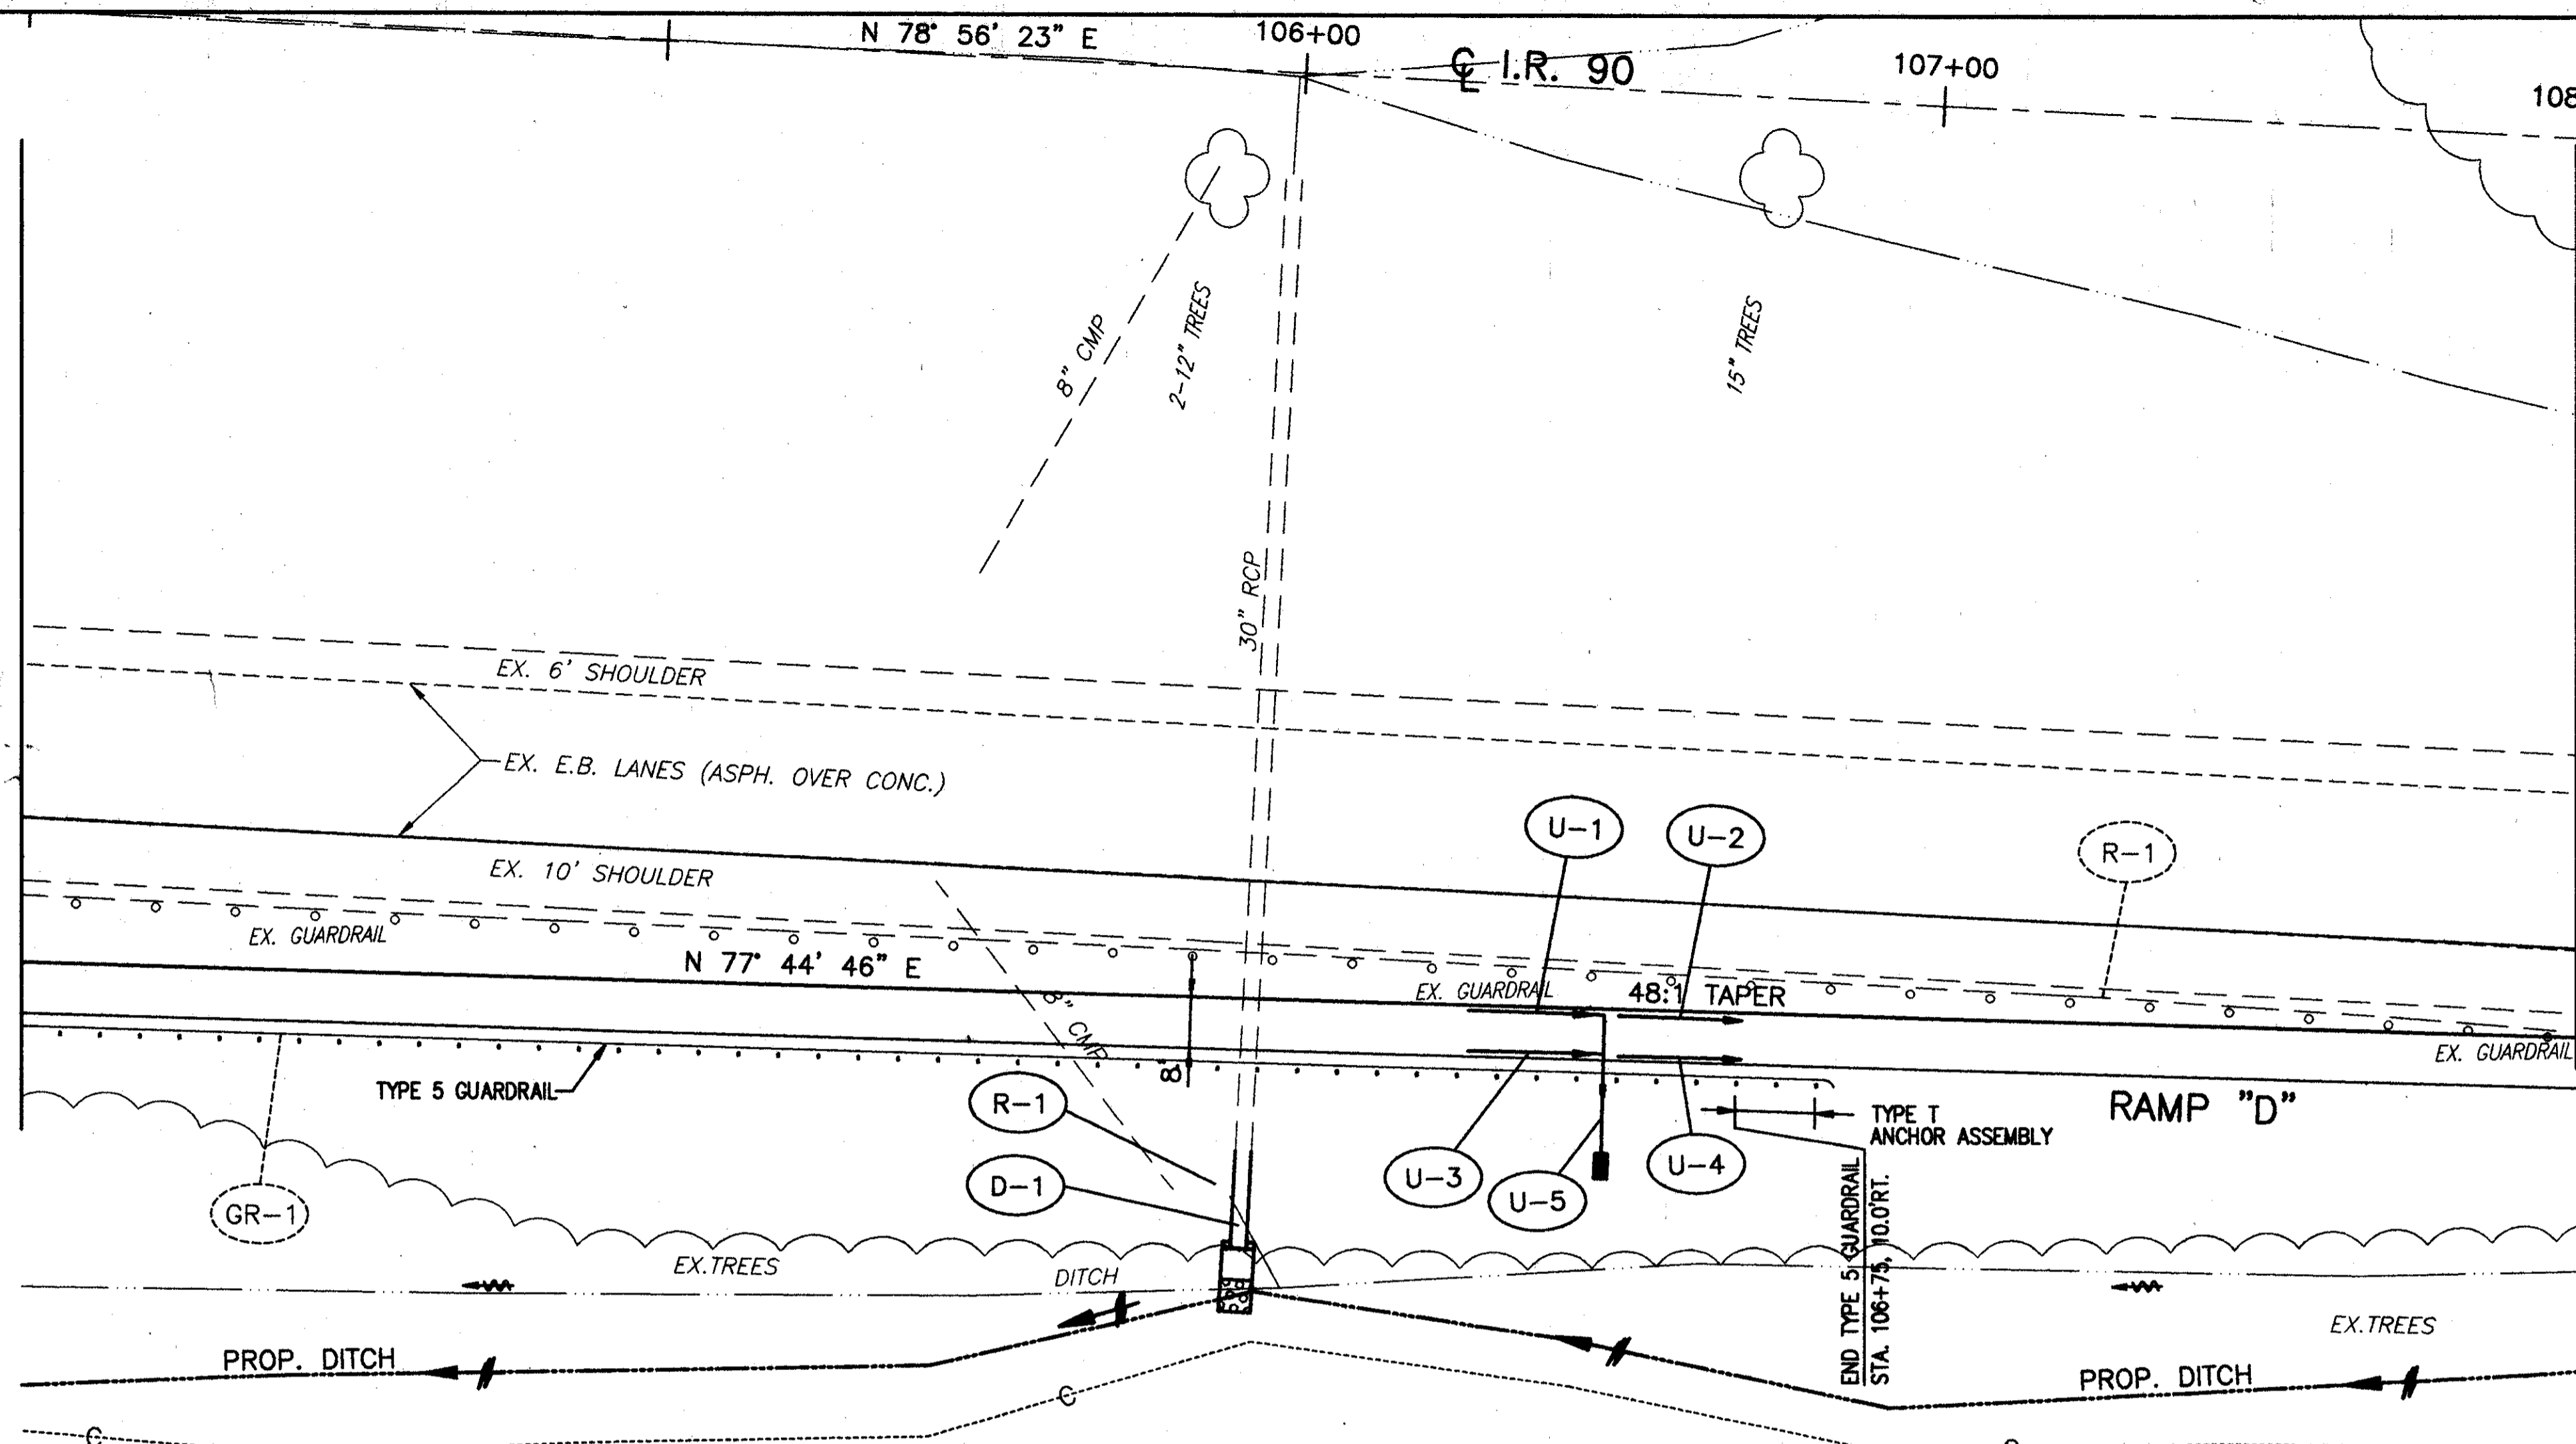 N 78° 56' 23" E
106+00
℄ I.R. 90
107+00
108
8" CMP
2-12" TREES
15" TREES
30" RCP
EX. 6' SHOULDER
EX. E.B. LANES (ASPH. OVER CONC.)
U-1
U-2
R-1
EX. 10' SHOULDER
EX. GUARDRAIL
N 77° 44' 46" E
EX. GUARDRAIL
48:1 TAPER
8" CMP
8'
EX. GUARDRAIL
TYPE 5 GUARDRAIL
R-1
D-1
U-3
U-5
U-4
TYPE T
ANCHOR ASSEMBLY
RAMP "D"
GR-1
END TYPE 5 GUARDRAIL
STA. 106+75, 10.0'RT.
EX.TREES
DITCH
EX.TREES
PROP. DITCH
PROP. DITCH
C
C